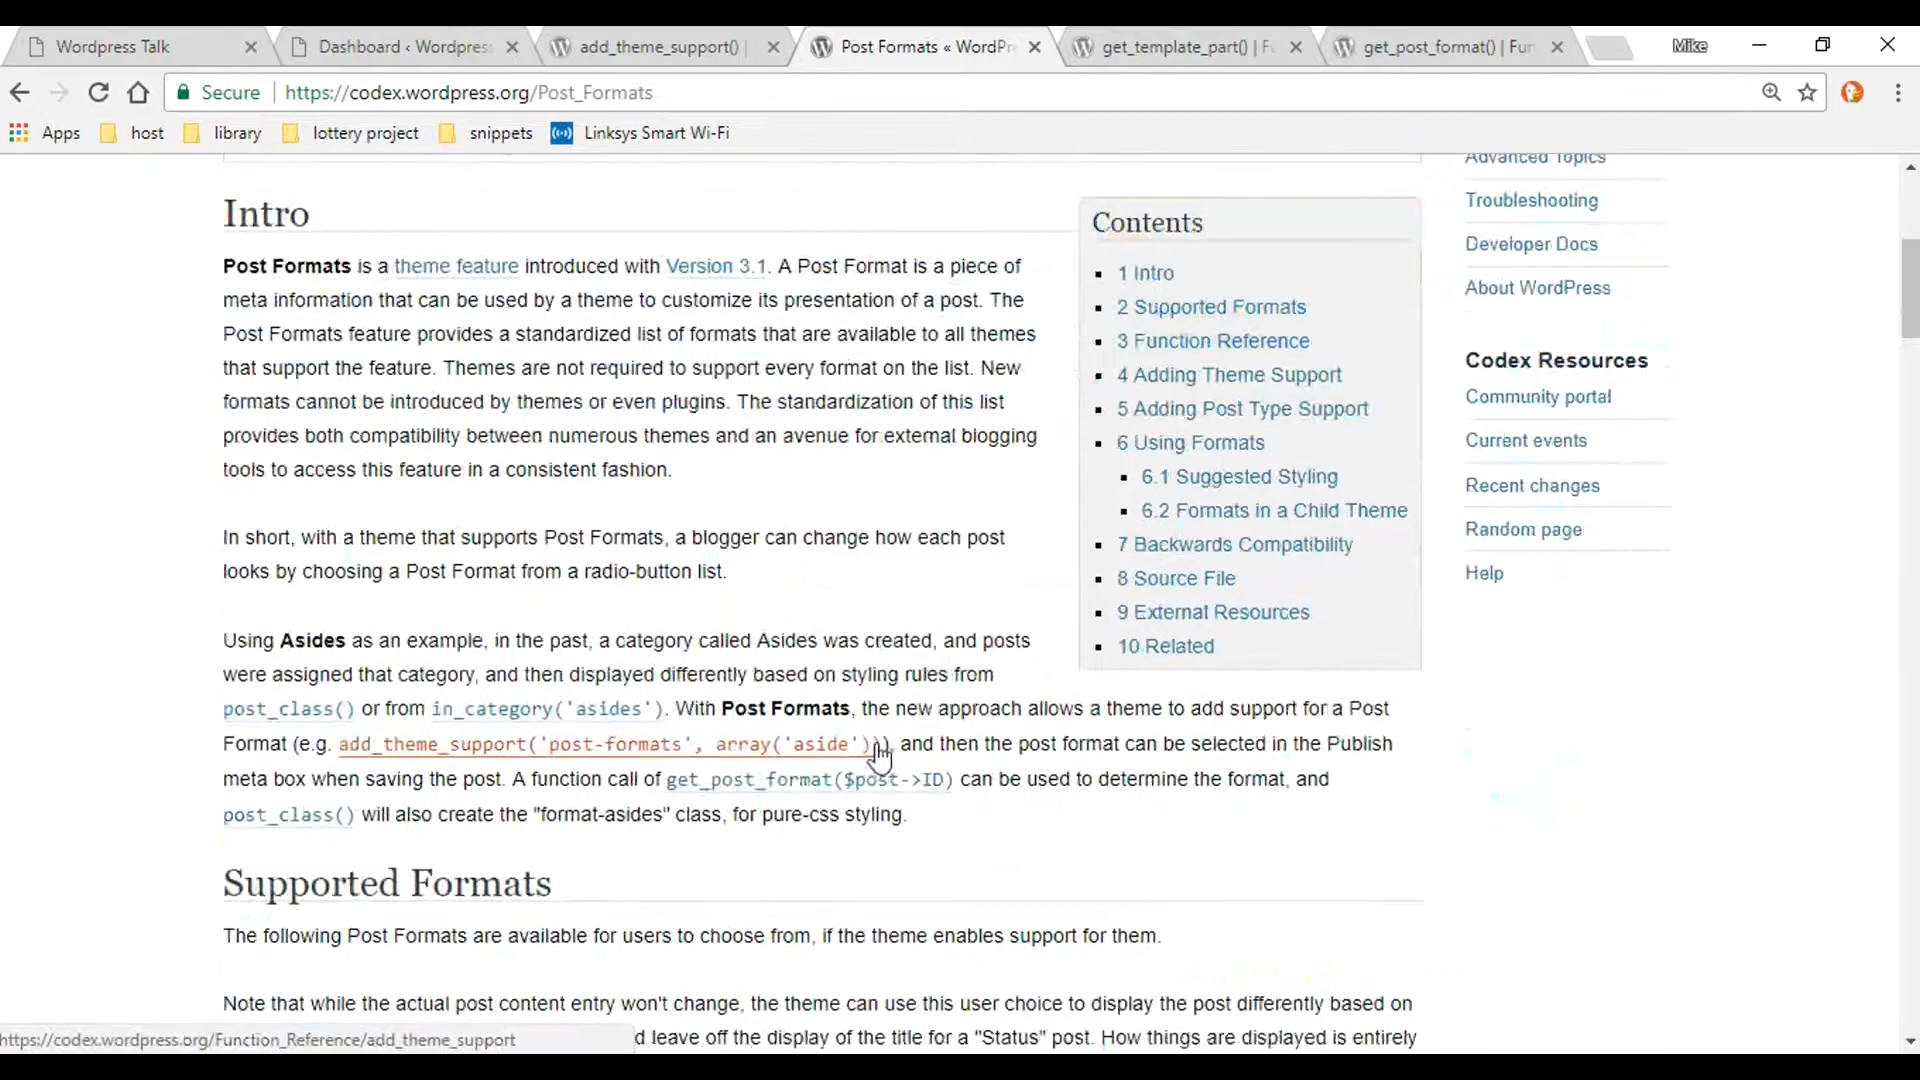 Wordpress Talk
Dashboard ‹ Wordpress
add_theme_support() |
Post Formats « WordPr
get_template_part() | F
get_post_format() | Fun
Mike
Secure
https://codex.wordpress.org/Post_Formats
Apps
host
library
lottery project
snippets
Linksys Smart Wi-Fi
Intro
Post Formats is a theme feature introduced with Version 3.1. A Post Format is a piece of
meta information that can be used by a theme to customize its presentation of a post. The
Post Formats feature provides a standardized list of formats that are available to all themes
that support the feature. Themes are not required to support every format on the list. New
formats cannot be introduced by themes or even plugins. The standardization of this list
provides both compatibility between numerous themes and an avenue for external blogging
tools to access this feature in a consistent fashion.
In short, with a theme that supports Post Formats, a blogger can change how each post
looks by choosing a Post Format from a radio-button list.
Using Asides as an example, in the past, a category called Asides was created, and posts
were assigned that category, and then displayed differently based on styling rules from
post_class() or from in_category('asides'). With Post Formats, the new approach allows a theme to add support for a Post
Format (e.g. add_theme_support('post-formats', array('aside'))), and then the post format can be selected in the Publish
meta box when saving the post. A function call of get_post_format($post->ID) can be used to determine the format, and
post_class() will also create the "format-asides" class, for pure-css styling.
Supported Formats
The following Post Formats are available for users to choose from, if the theme enables support for them.
Note that while the actual post content entry won't change, the theme can use this user choice to display the post differently based on
d leave off the display of the title for a "Status" post. How things are displayed is entirely
Contents
1 Intro
2 Supported Formats
3 Function Reference
4 Adding Theme Support
5 Adding Post Type Support
6 Using Formats
6.1 Suggested Styling
6.2 Formats in a Child Theme
7 Backwards Compatibility
8 Source File
9 External Resources
10 Related
Advanced Topics
Troubleshooting
Developer Docs
About WordPress
Codex Resources
Community portal
Current events
Recent changes
Random page
Help
https://codex.wordpress.org/Function_Reference/add_theme_support